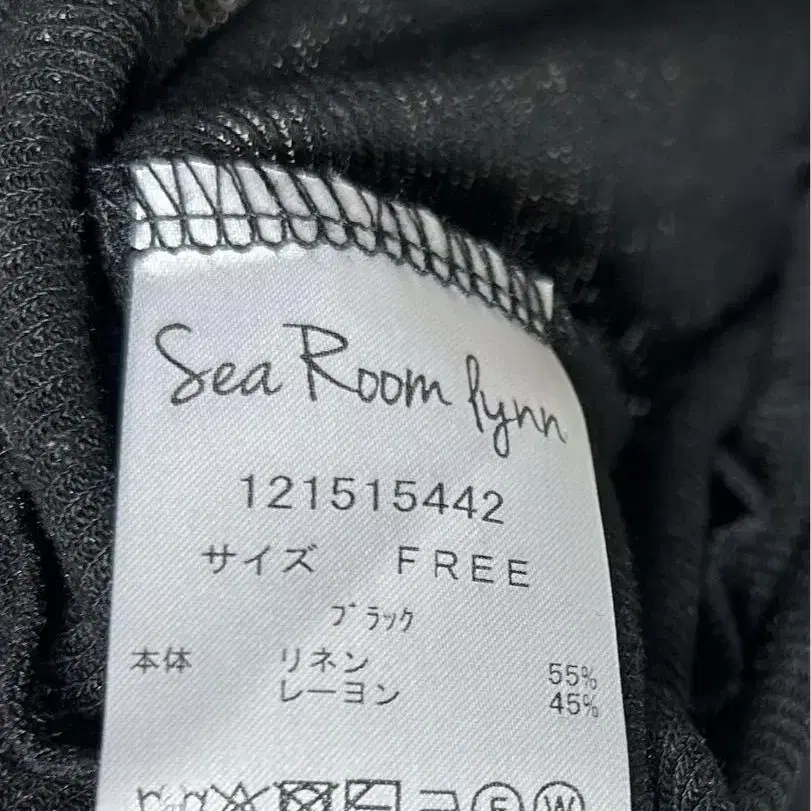 Sea Room lynn
121515442
サイズ FREE
ﾌﾞﾗｯｸ
本体 リネン 55%
レーヨン 45%
F W